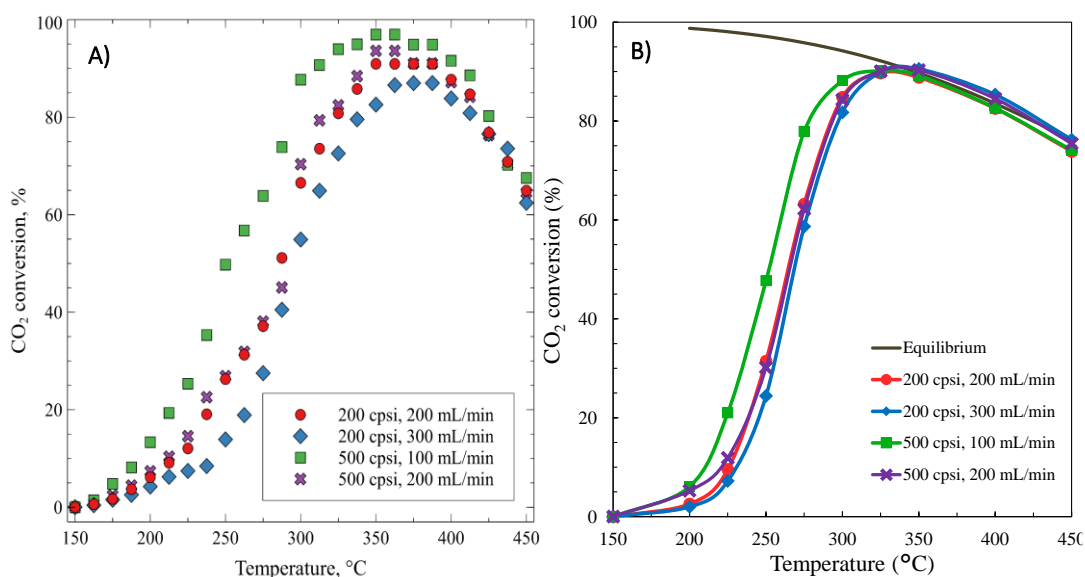 A)
CO2 conversion, %
100
80
60
40
20
0
200 cpsi, 200 mL/min
200 cpsi, 300 mL/min
500 cpsi, 100 mL/min
500 cpsi, 200 mL/min
150 200 250 300 350 400 450
Temperature, °C
B)
CO2 conversion (%)
100
80
60
40
20
0
Equilibrium
200 cpsi, 200 mL/min
200 cpsi, 300 mL/min
500 cpsi, 100 mL/min
500 cpsi, 200 mL/min
150 200 250 300 350 400 450
Temperature (°C)